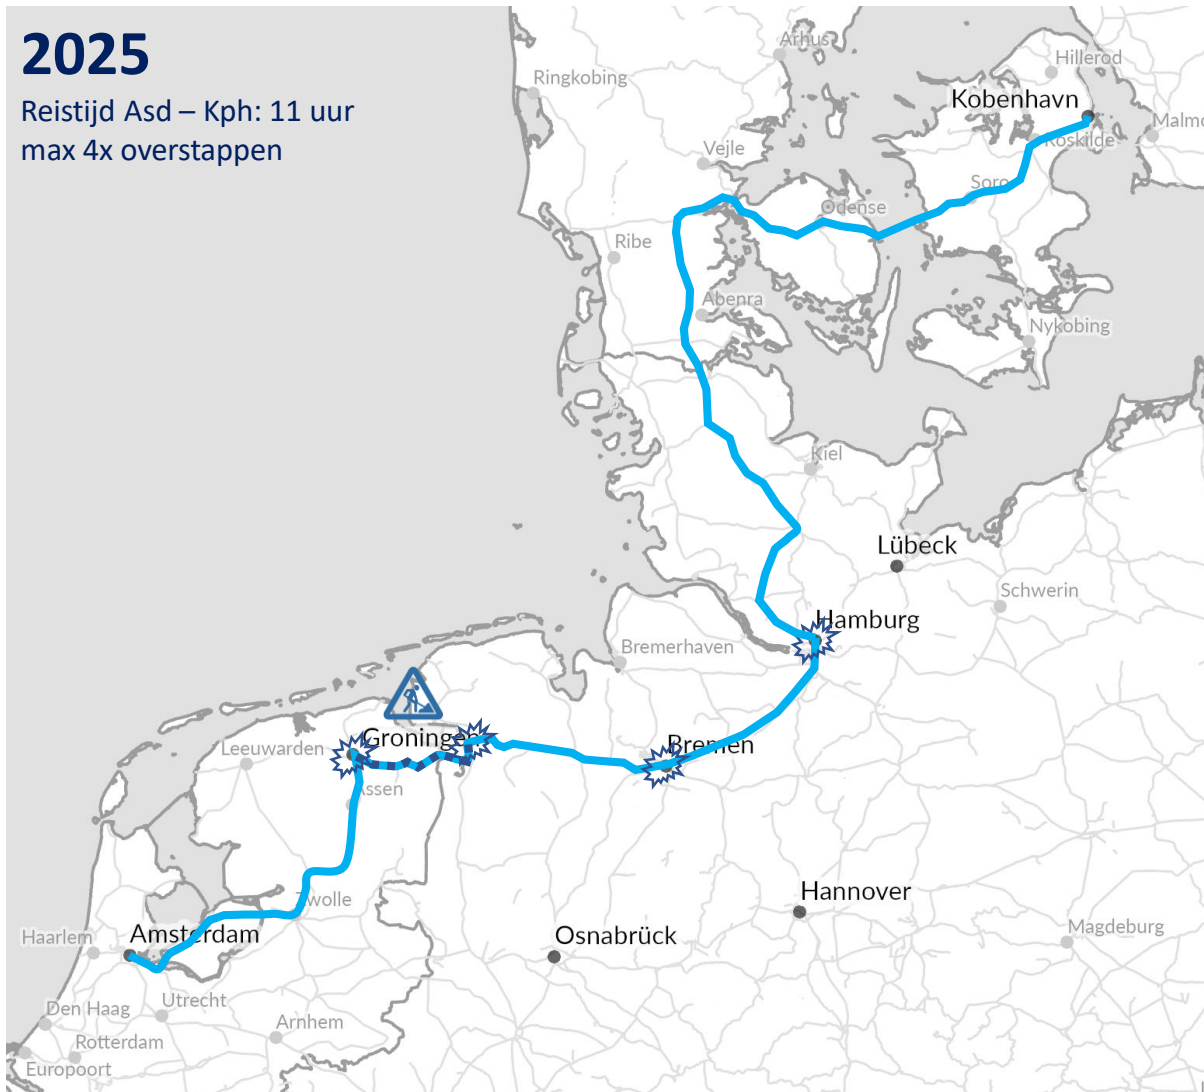 2025
Reistijd Asd – Kph: 11 uur
max 4x overstappen
Arhus
Hillerod
Ringkobing
Kobenhavn
Malmo
Roskilde
Vejle
Soro
Odense
Ribe
Abenra
Nykobing
Kiel
Lübeck
Schwerin
Hamburg
Bremerhaven
Groningen
Bremen
Leeuwarden
Assen
Hannover
Zwolle
Magdeburg
Osnabrück
Haarlem
Amsterdam
Utrecht
Den Haag
Arnhem
Rotterdam
Europoort